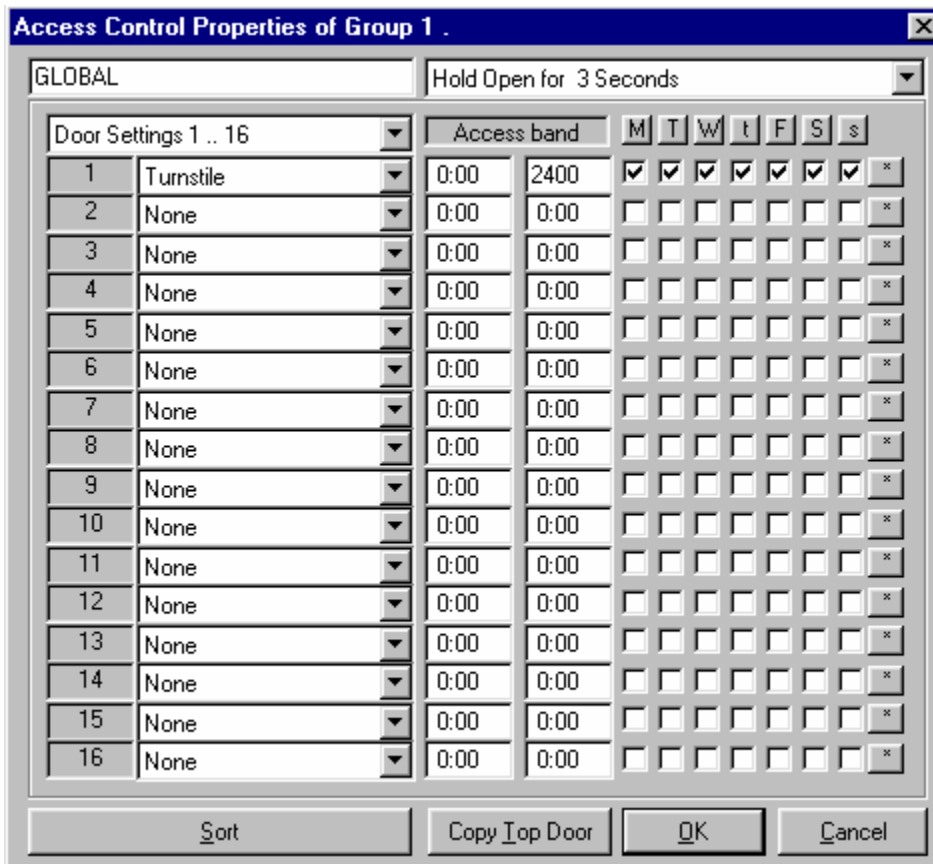 Access Control Properties of Group 1 .
GLOBAL Hold Open for 3 Seconds
Door Settings 1 .. 16 Access band M T W t F S s
1 Turnstile 0:00 2400 *
2 None 0:00 0:00 *
3 None 0:00 0:00 *
4 None 0:00 0:00 *
5 None 0:00 0:00 *
6 None 0:00 0:00 *
7 None 0:00 0:00 *
8 None 0:00 0:00 *
9 None 0:00 0:00 *
10 None 0:00 0:00 *
11 None 0:00 0:00 *
12 None 0:00 0:00 *
13 None 0:00 0:00 *
14 None 0:00 0:00 *
15 None 0:00 0:00 *
16 None 0:00 0:00 *
Sort Copy Top Door OK Cancel